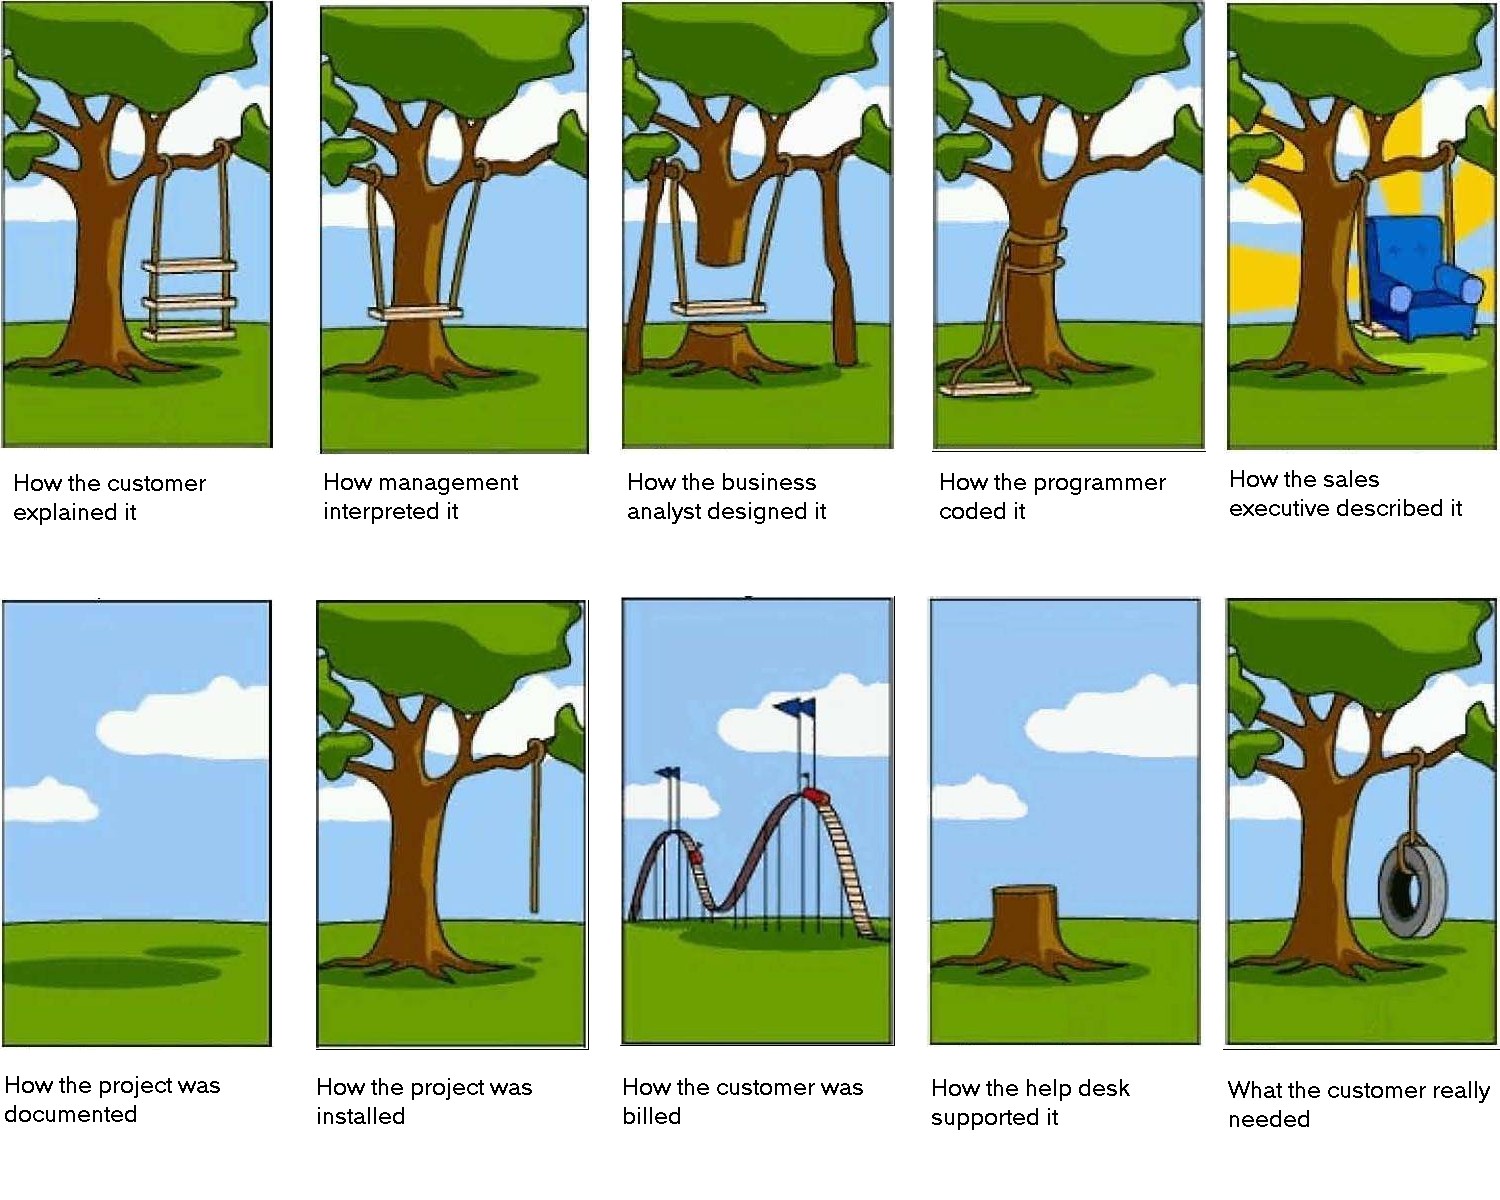 How the customer
explained it
How management
interpreted it
How the business
analyst designed it
How the programmer
coded it
How the sales
executive described it
How the project was
documented
How the project was
installed
How the customer was
billed
How the help desk
supported it
What the customer really
needed